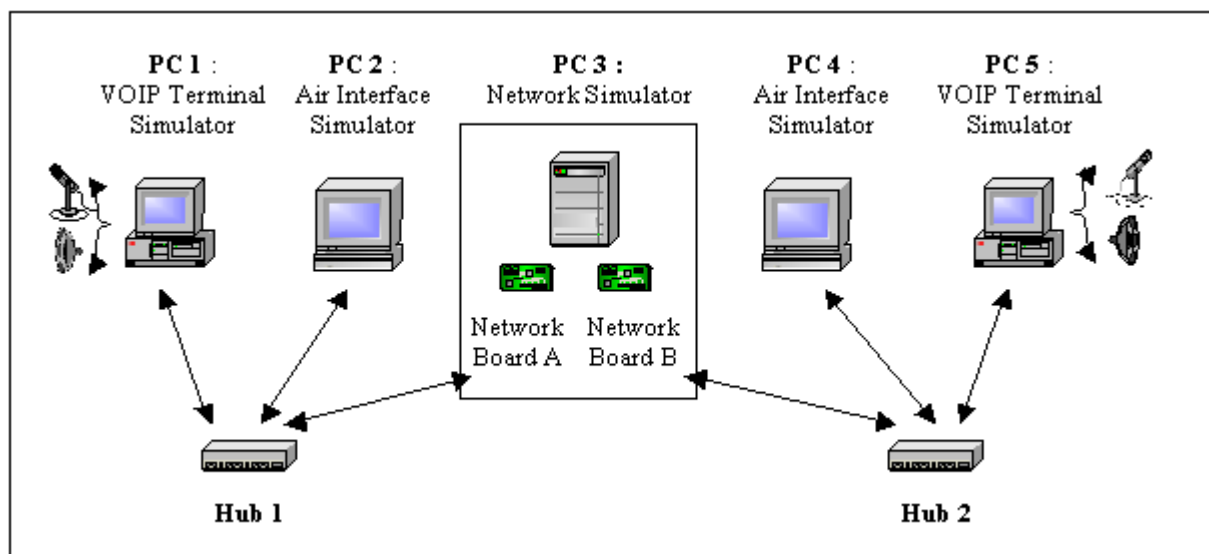 PC 1 :
VOIP Terminal
Simulator
PC 2 :
Air Interface
Simulator
PC 3 :
Network Simulator
PC 4 :
Air Interface
Simulator
PC 5 :
VOIP Terminal
Simulator
Network
Board A
Network
Board B
Hub 1
Hub 2